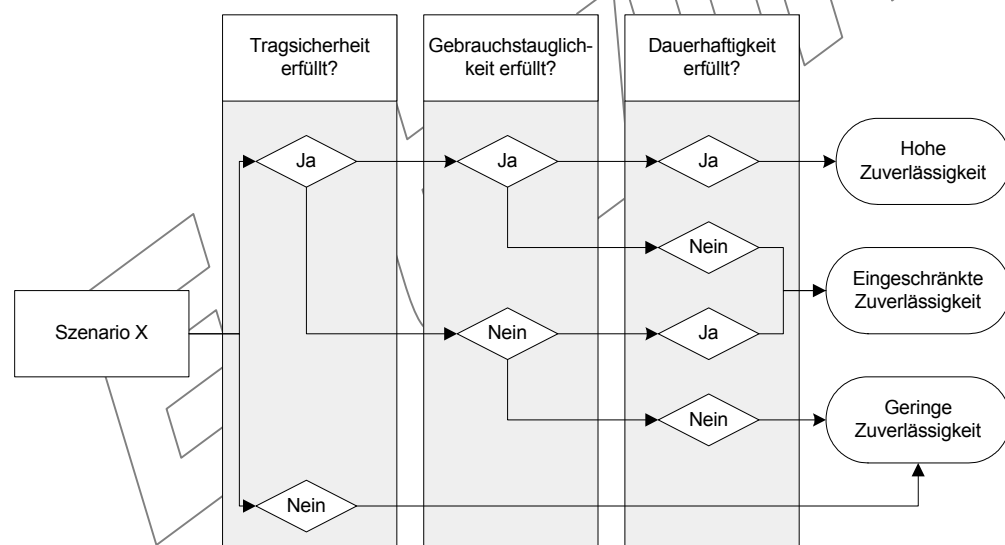 Tragsicherheit
erfüllt?
Gebrauchstauglich-
keit erfüllt?
Dauerhaftigkeit
erfüllt?
Ja
Ja
Ja
Hohe
Zuverlässigkeit
Nein
Eingeschränkte
Zuverlässigkeit
Szenario X
Nein
Ja
Nein
Geringe
Zuverlässigkeit
Nein